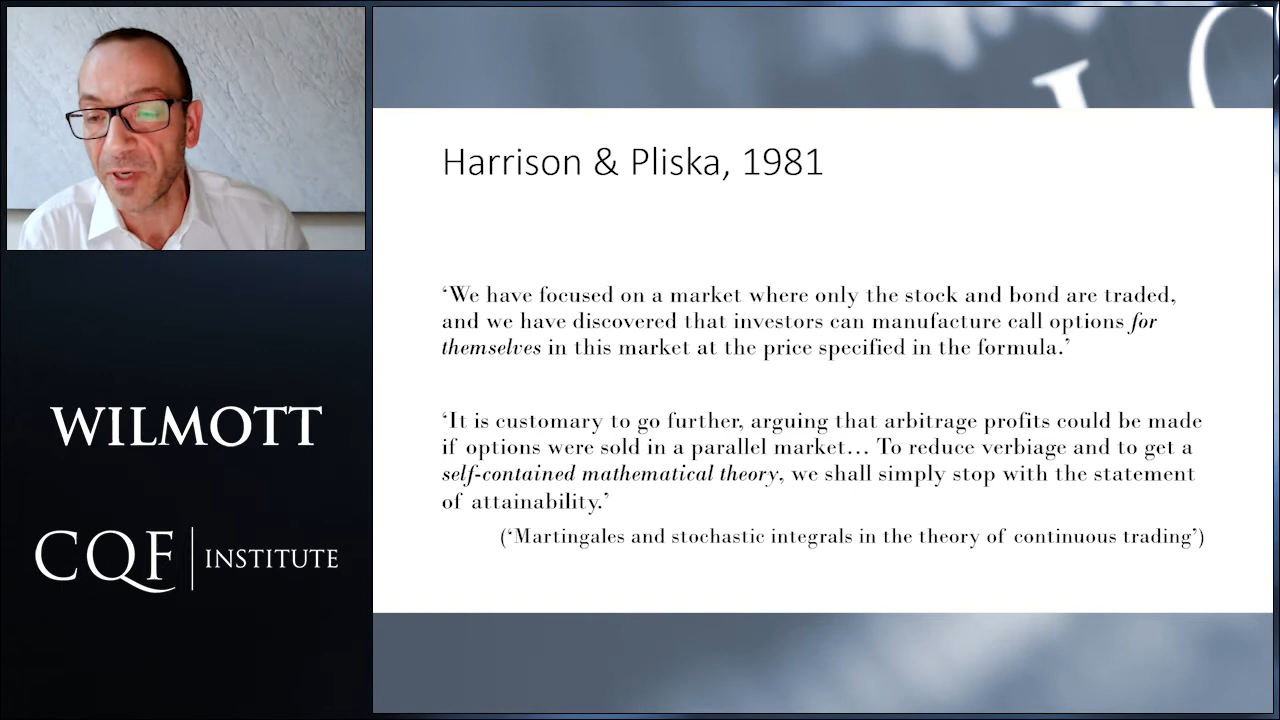 WILMOTT
CQF INSTITUTE
Harrison & Pliska, 1981
‘We have focused on a market where only the stock and bond are traded,
and we have discovered that investors can manufacture call options for
themselves in this market at the price specified in the formula.’
‘It is customary to go further, arguing that arbitrage profits could be made
if options were sold in a parallel market… To reduce verbiage and to get a
self-contained mathematical theory, we shall simply stop with the statement
of attainability.’
(‘Martingales and stochastic integrals in the theory of continuous trading’)